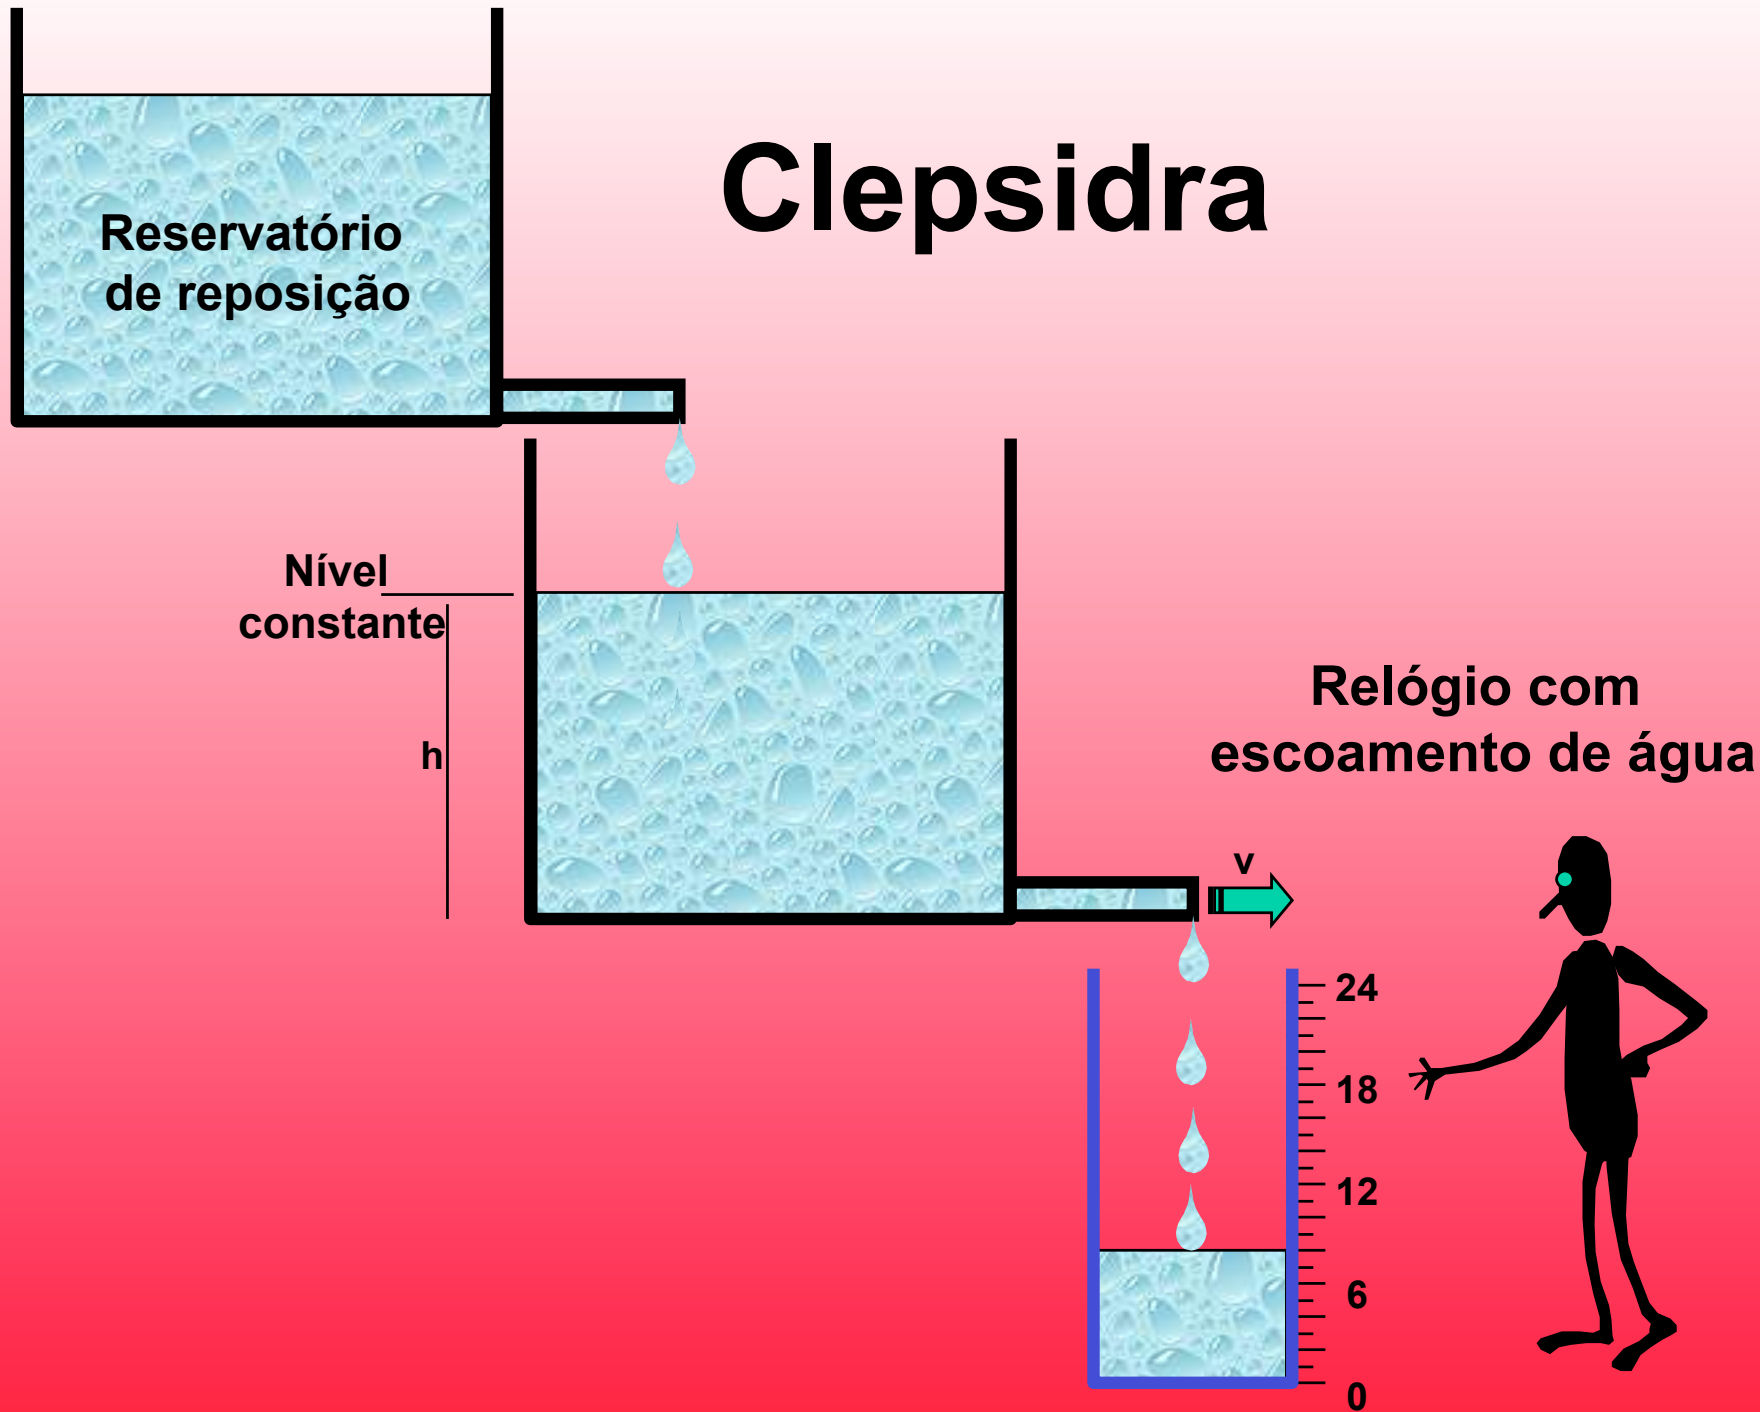 Clepsidra
Reservatório
de reposição
Nível
constante
h
Relógio com
escoamento de água
v
24
18
12
6
0